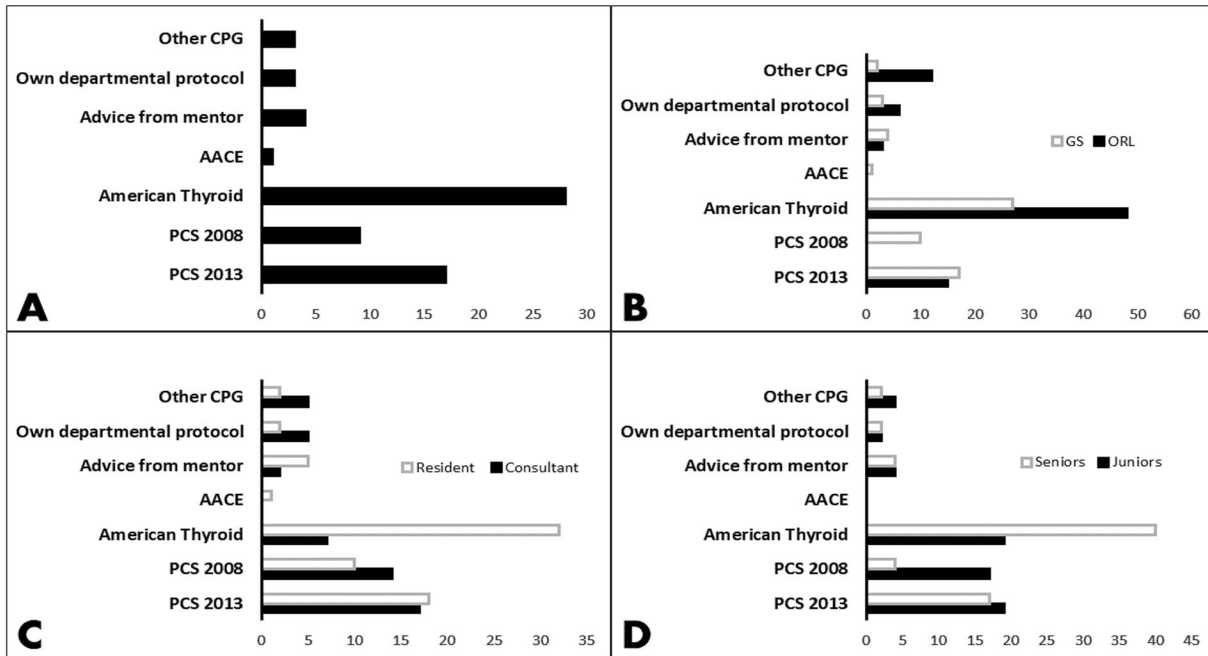 Other CPG
Own departmental protocol
Advice from mentor
AACE
American Thyroid
PCS 2008
PCS 2013
0 5 10 15 20 25 30
A
Other CPG
Own departmental protocol
Advice from mentor
GS ORL
AACE
American Thyroid
PCS 2008
PCS 2013
0 10 20 30 40 50 60
B
Other CPG
Own departmental protocol
Advice from mentor
Resident Consultant
AACE
American Thyroid
PCS 2008
PCS 2013
0 5 10 15 20 25 30 35
C
Other CPG
Own departmental protocol
Advice from mentor
Seniors Juniors
AACE
American Thyroid
PCS 2008
PCS 2013
0 5 10 15 20 25 30 35 40 45
D